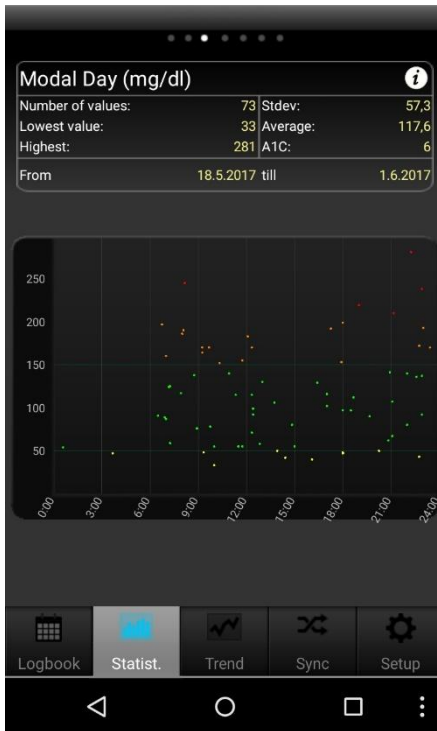 Modal Day (mg/dl)
i
Number of values: 73 Stdev: 57,3
Lowest value: 33 Average: 117,6
Highest: 281 A1C: 6
From 18.5.2017 till 1.6.2017
250
200
150
100
50
0:00 3:00 6:00 9:00 12:00 15:00 18:00 21:00 24:00
Logbook Statist. Trend Sync Setup